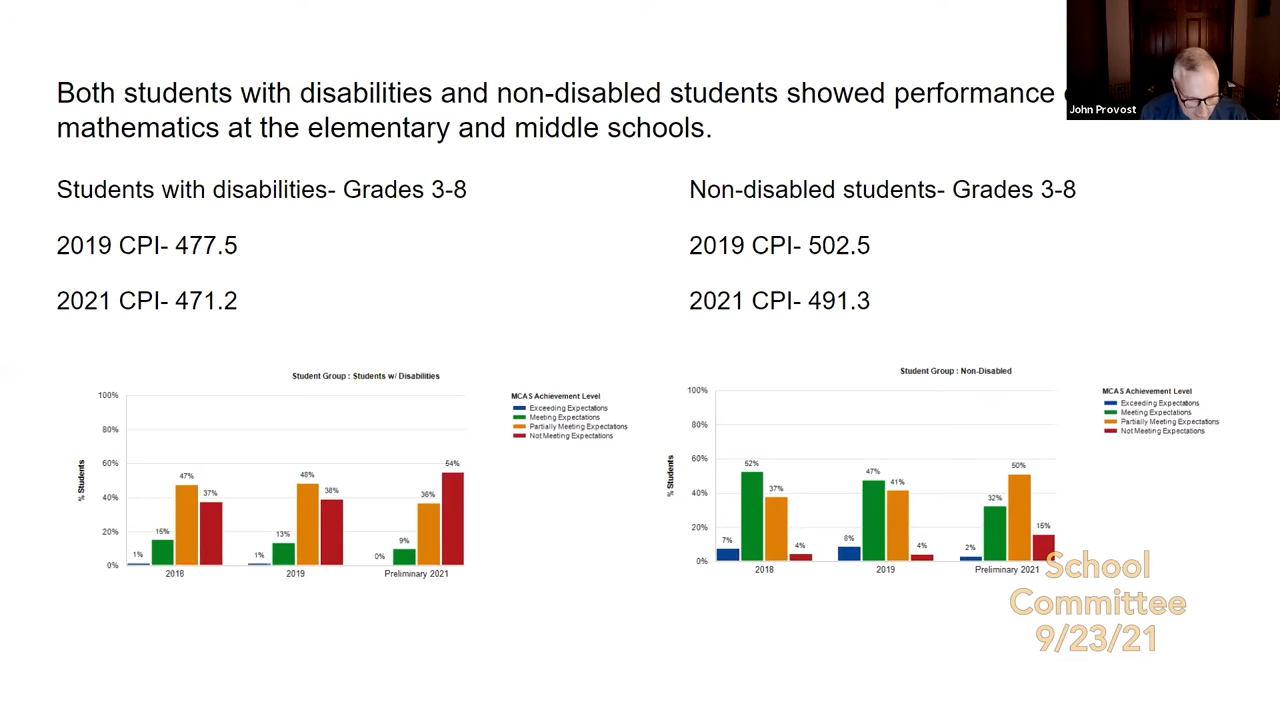 Both students with disabilities and non-disabled students showed performance
mathematics at the elementary and middle schools.
John Provost
Students with disabilities- Grades 3-8
2019 CPI- 477.5
2021 CPI- 471.2
Non-disabled students- Grades 3-8
2019 CPI- 502.5
2021 CPI- 491.3
Student Group : Students w/ Disabilities
% Students
100%
80%
60%
40%
20%
0%
1%
15%
47%
37%
1%
13%
48%
38%
0%
9%
36%
54%
2018
2019
Preliminary 2021
MCAS Achievement Level
Exceeding Expectations
Meeting Expectations
Partially Meeting Expectations
Not Meeting Expectations
Student Group : Non-Disabled
% Students
100%
80%
60%
40%
20%
0%
7%
52%
37%
4%
8%
47%
41%
4%
2%
32%
50%
15%
2018
2019
Preliminary 2021
MCAS Achievement Level
Exceeding Expectations
Meeting Expectations
Partially Meeting Expectations
Not Meeting Expectations
School
Committee
9/23/21